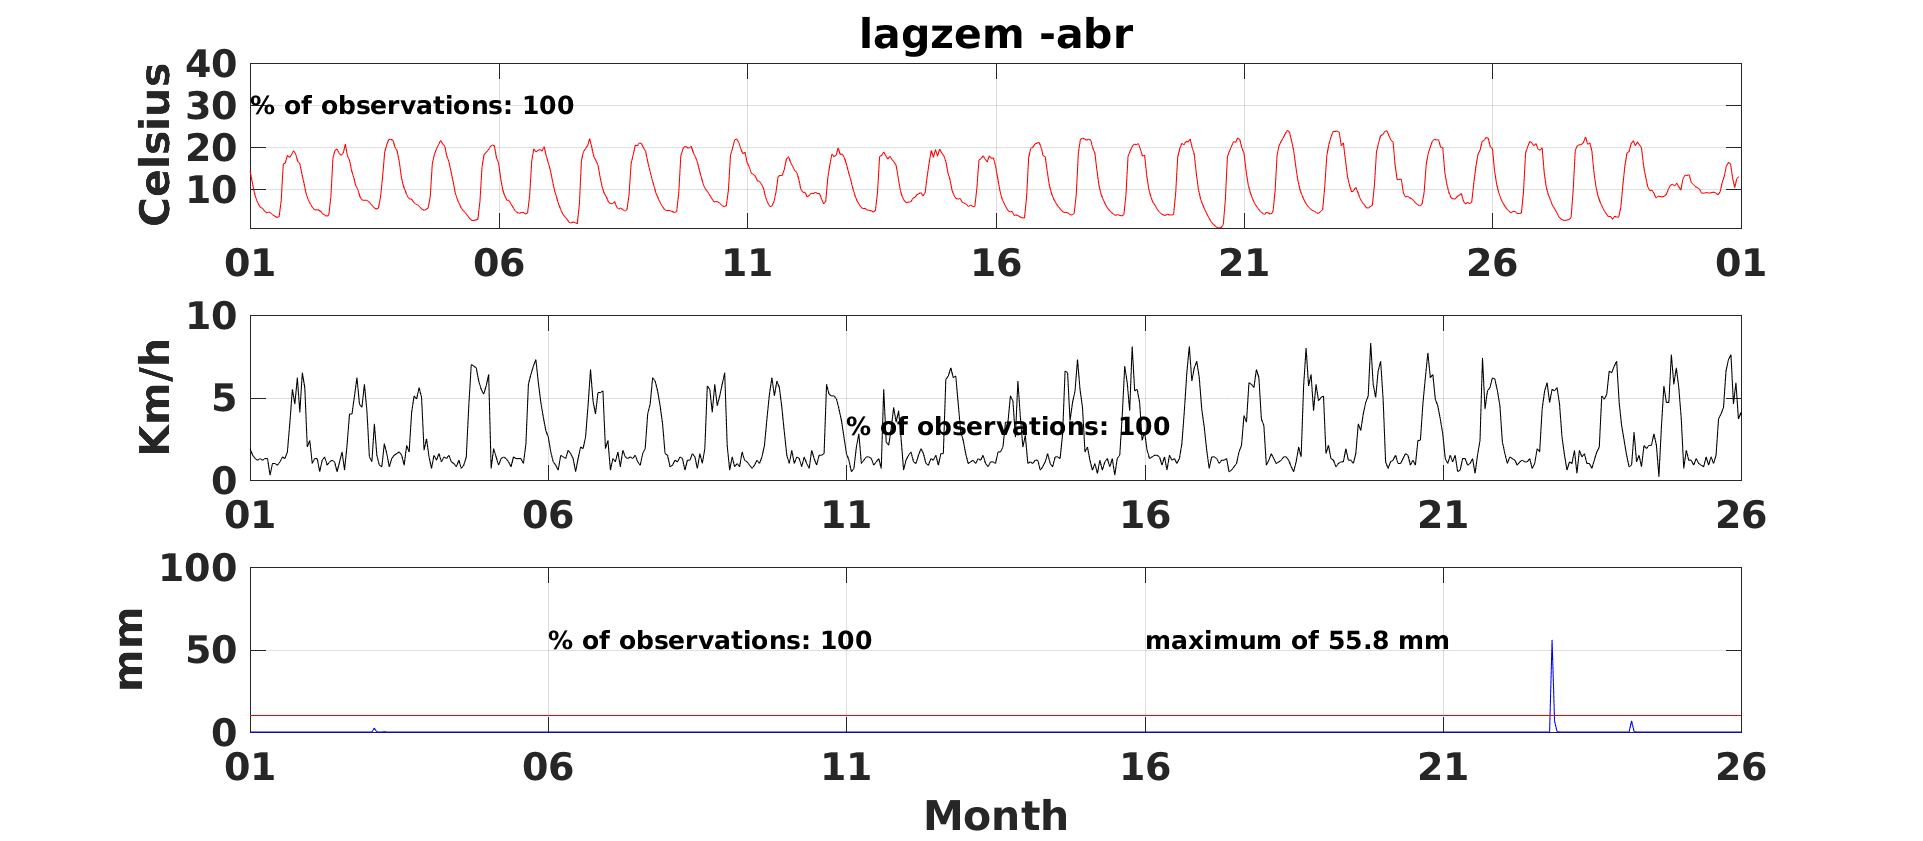 lagzem -abr
Celsius
40
30
20
10
% of observations: 100
01 06 11 16 21 26 01
Km/h
10
5
0
% of observations: 100
01 06 11 16 21 26
mm
100
50
0
% of observations: 100 maximum of 55.8 mm
01 06 11 16 21 26
Month